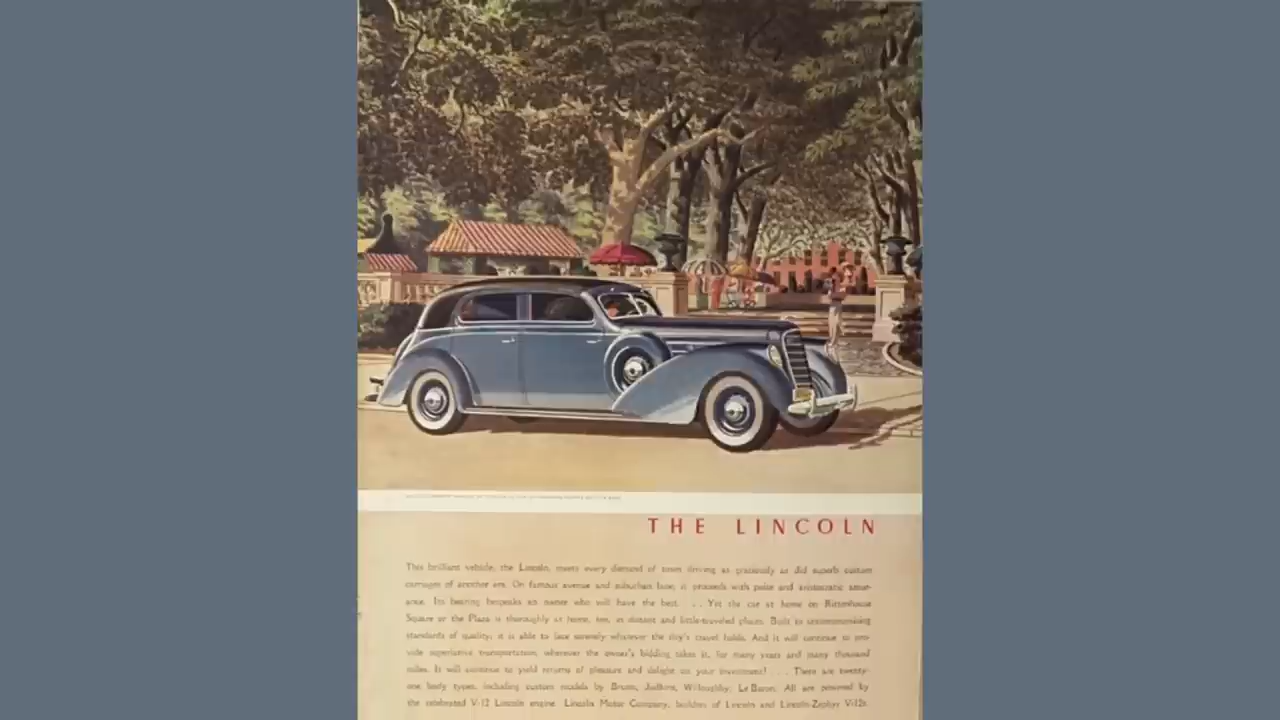 THE LINCOLN
This brilliant vehicle, the Lincoln, meets every demand of town driving as graciously as did superb custom
carriages of another era. On famous avenue and suburban lane, it proceeds with poise and aristocratic assur-
ance. Its bearing bespeaks an owner who will have the best. . . Yet the car at home on Rittenhouse
Square or the Plaza is thoroughly at home, too, in distant and little-traveled places. Built to uncompromising
standards of quality, it is able to face serenely whatever the day's travel holds. And it will continue to pro-
vide superlative transportation, wherever the owner's bidding takes it, for many years and many thousand
miles. It will continue to yield returns of pleasure and delight on your investment! . . . There are twenty-
one body types, including custom models by Brunn, Judkins, Willoughby, Le Baron. All are powered by
the celebrated V-12 Lincoln engine. Lincoln Motor Company, builders of Lincoln and Lincoln-Zephyr V-12s.